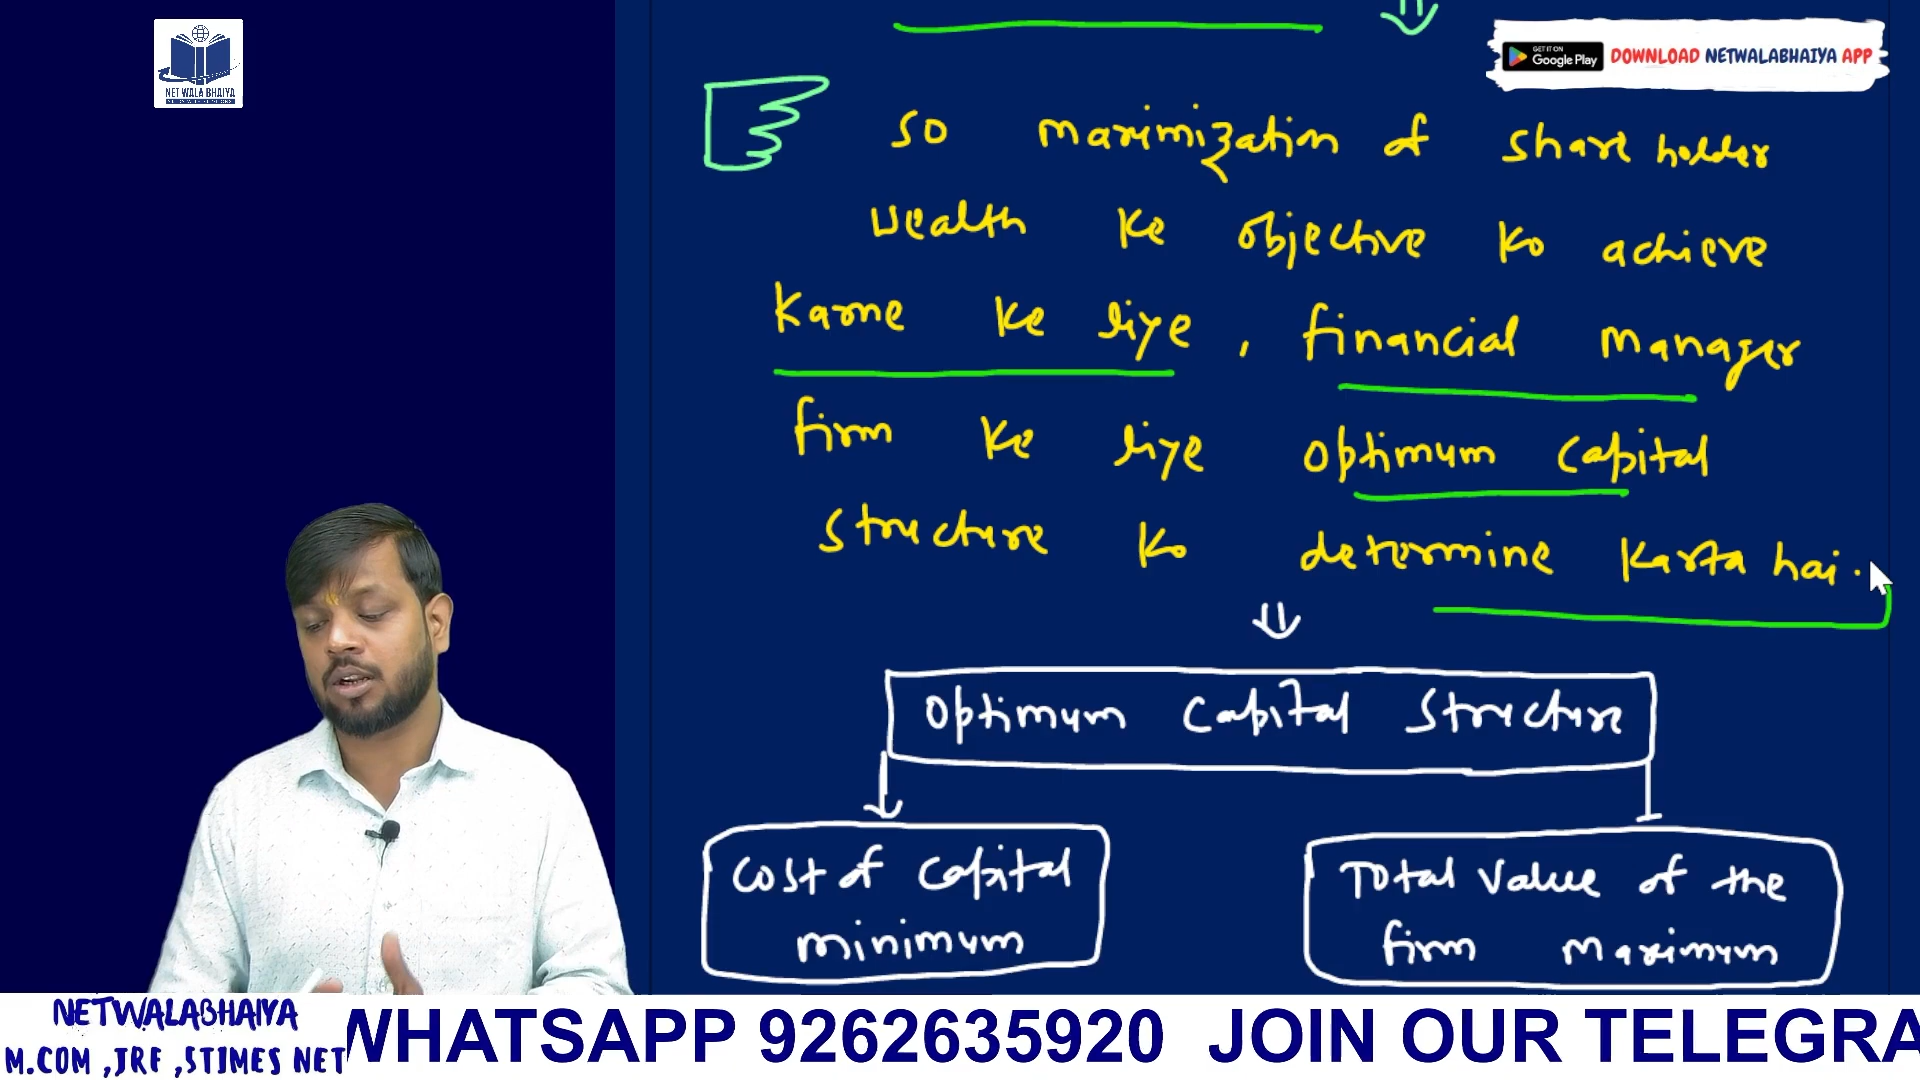 NET WALA BHAIYA
GET IT ON
Google Play
DOWNLOAD NETWALABHAIYA APP
so maximization of share holder
wealth ke objective ko achieve
karne ke liye, financial manager
firm ke liye optimum capital
structure ko determine karta hai.
Optimum Capital Structure
Cost of Capital
minimum
Total Value of the
firm maximum
NETWALABHAIYA
M.COM ,JRF ,5TIMES NET
WHATSAPP 9262635920 JOIN OUR TELEGRA